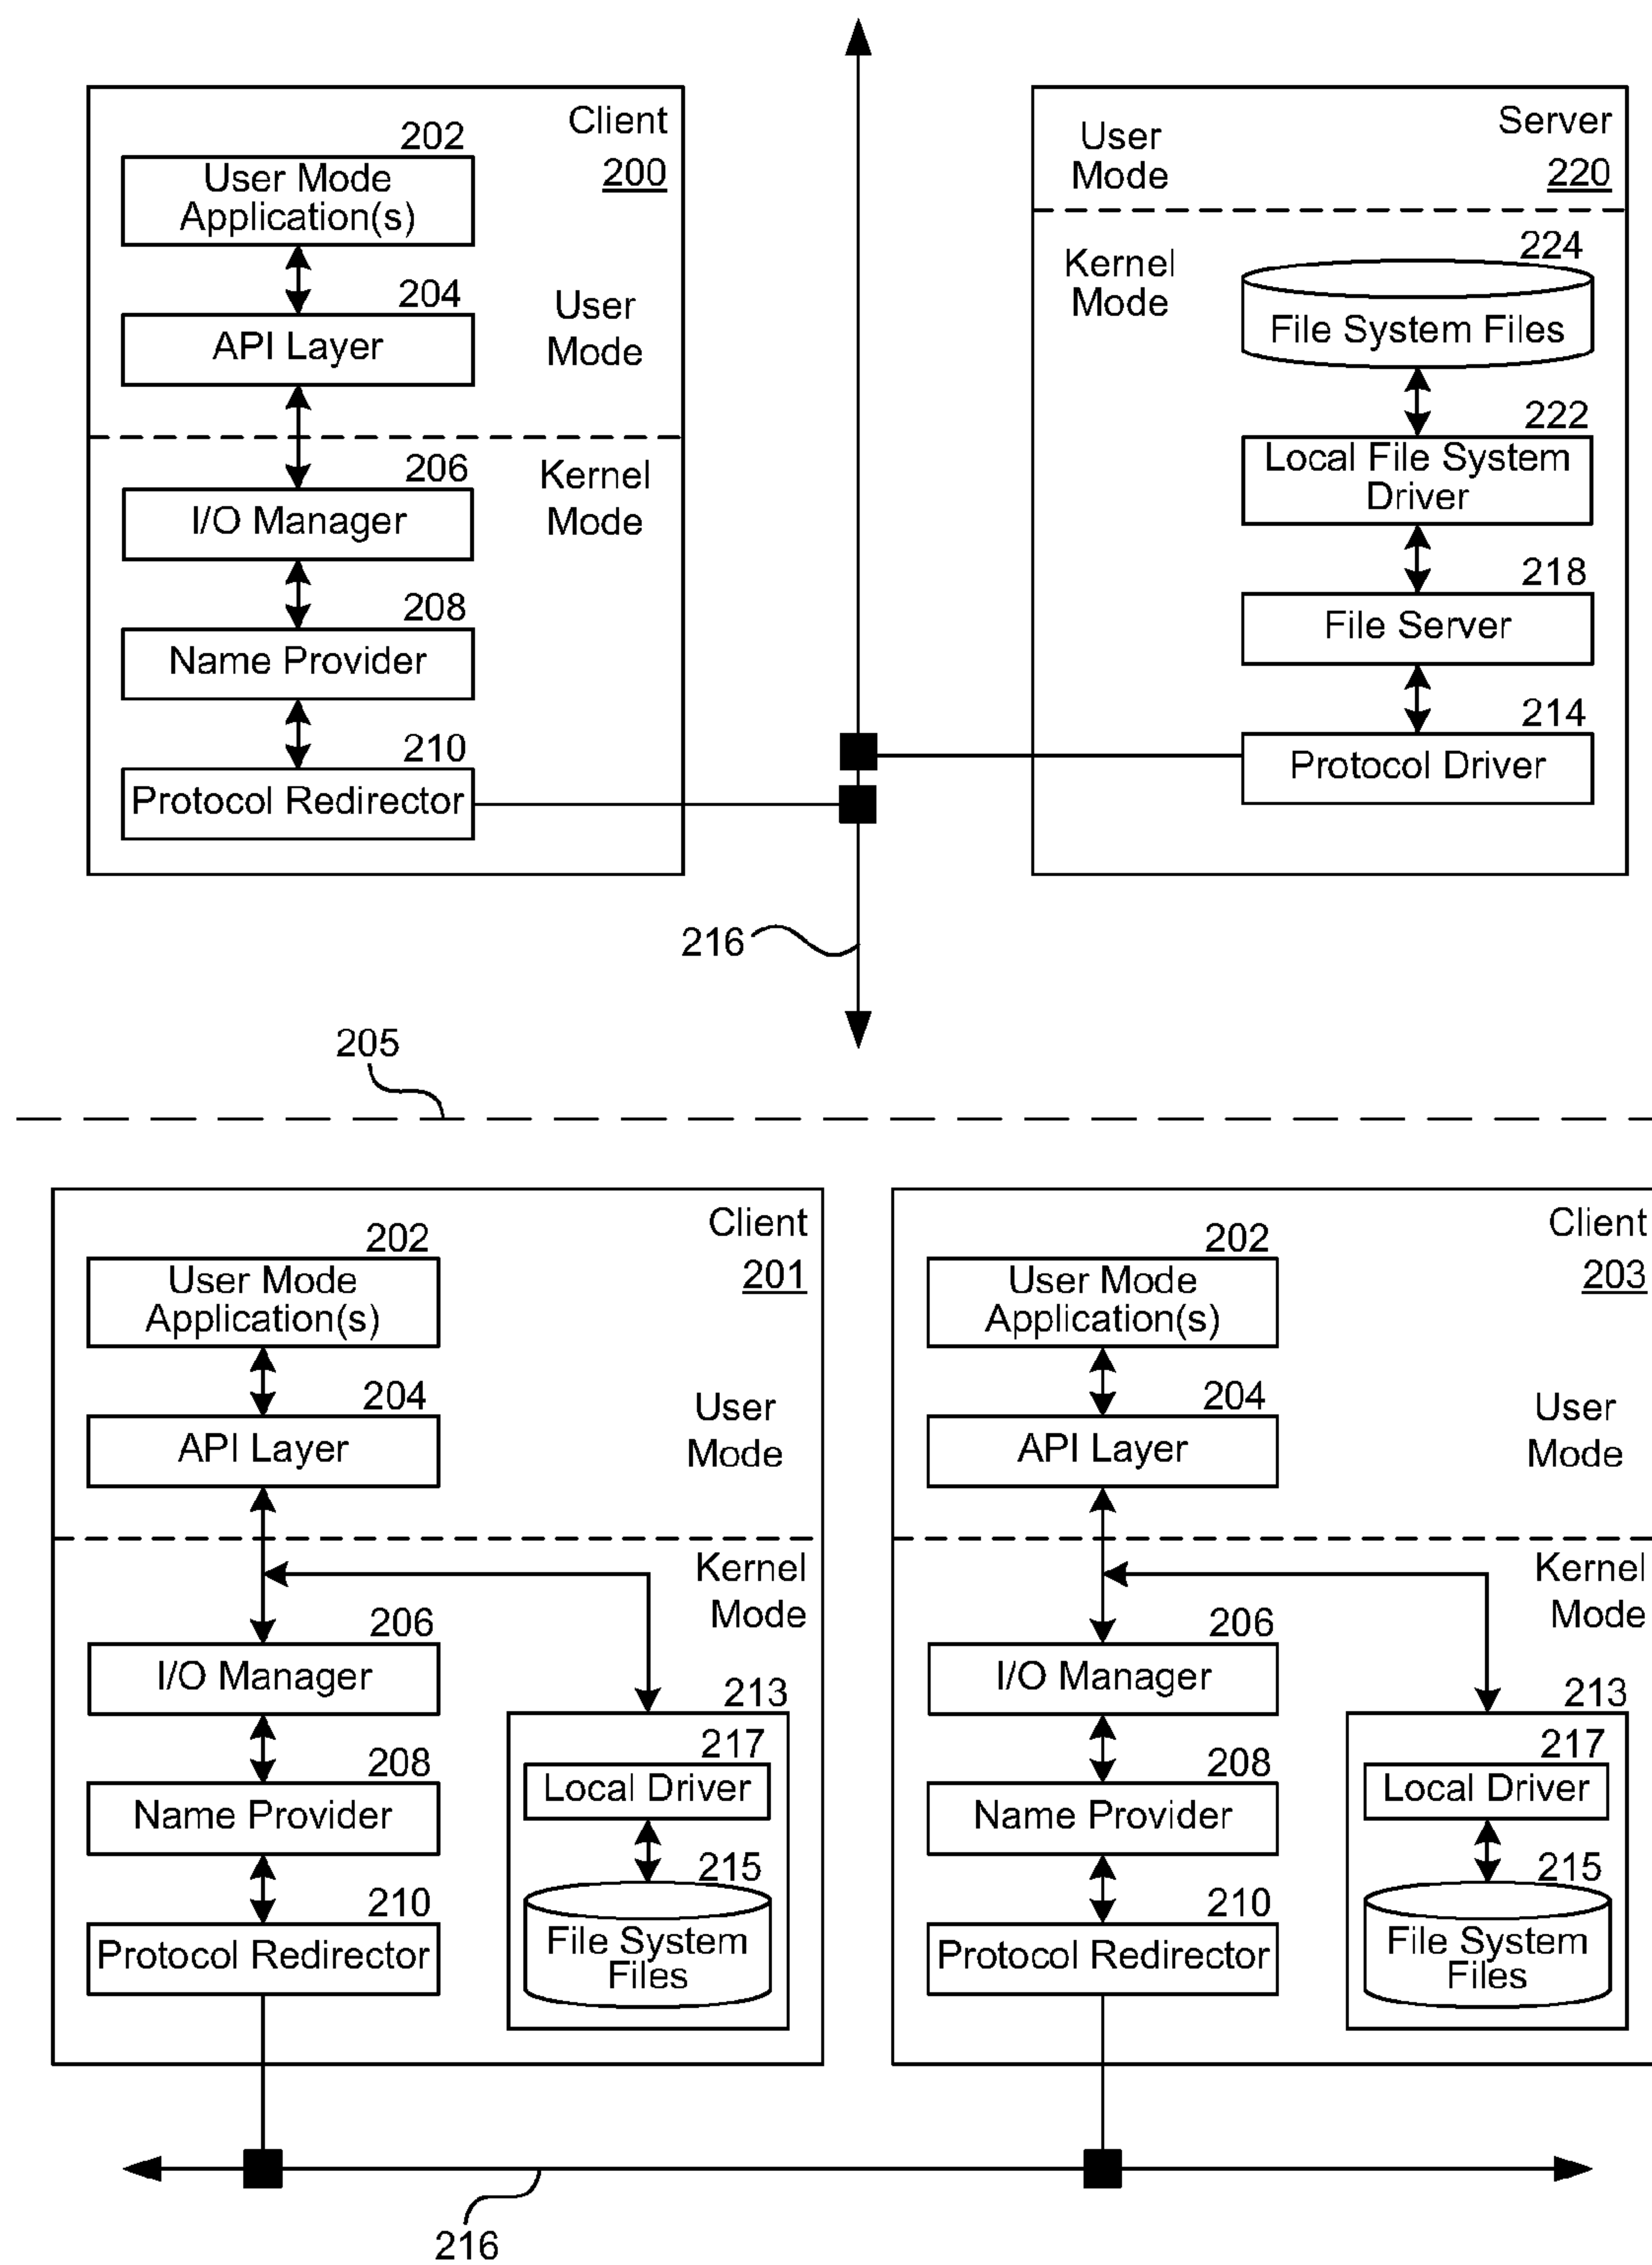 Client
200
202
User Mode
Application(s)
204
API Layer
User
Mode
206
I/O Manager
Kernel
Mode
208
Name Provider
210
Protocol Redirector
Server
220
User
Mode
Kernel
Mode
224
File System Files
222
Local File System
Driver
218
File Server
214
Protocol Driver
216
205
Client
201
202
User Mode
Application(s)
204
API Layer
User
Mode
Kernel
Mode
206
I/O Manager
208
Name Provider
210
Protocol Redirector
213
217
Local Driver
215
File System
Files
Client
203
202
User Mode
Application(s)
204
API Layer
User
Mode
Kernel
Mode
206
I/O Manager
208
Name Provider
210
Protocol Redirector
213
217
Local Driver
215
File System
Files
216